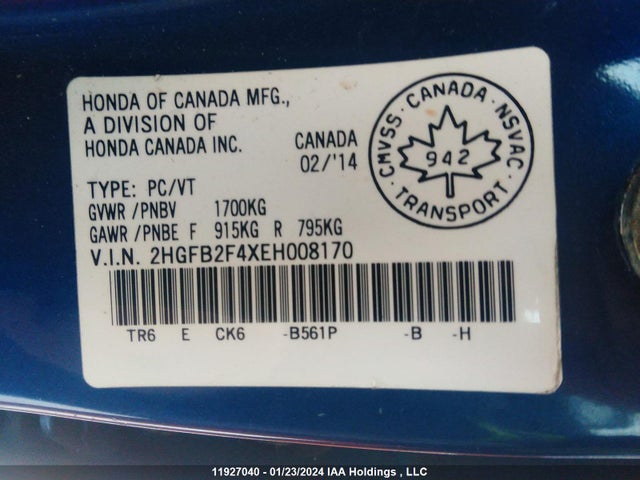 HONDA OF CANADA MFG.,
A DIVISION OF
HONDA CANADA INC.
CANADA
02/'14
CMVSS · CANADA · NSVAC
942
· TRANSPORT ·
TYPE: PC/VT
GVWR /PNBV 1700KG
GAWR /PNBE F 915KG R 795KG
V.I.N. 2HGFB2F4XEH008170
TR6 E CK6 -B561P -B -H
11927040 - 01/23/2024 IAA Holdings , LLC